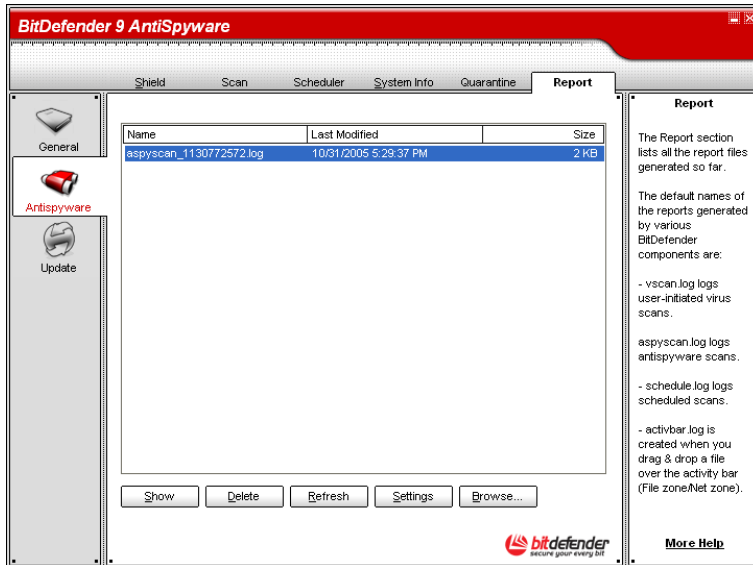 BitDefender 9 AntiSpyware
Shield Scan Scheduler System Info Quarantine Report
General
Antispyware
Update
Name Last Modified Size
aspyscan_1130772572.log 10/31/2005 5:29:37 PM 2 KB
Show Delete Refresh Settings Browse...
bitdefender
secure your every bit
Report
The Report section
lists all the report files
generated so far.
The default names of
the reports generated
by various
BitDefender
components are:
- vscan.log logs
user-initiated virus
scans.
aspyscan.log logs
antispyware scans.
- schedule.log logs
scheduled scans.
- activbar.log is
created when you
drag & drop a file
over the activity bar
(File zone/Net zone).
More Help